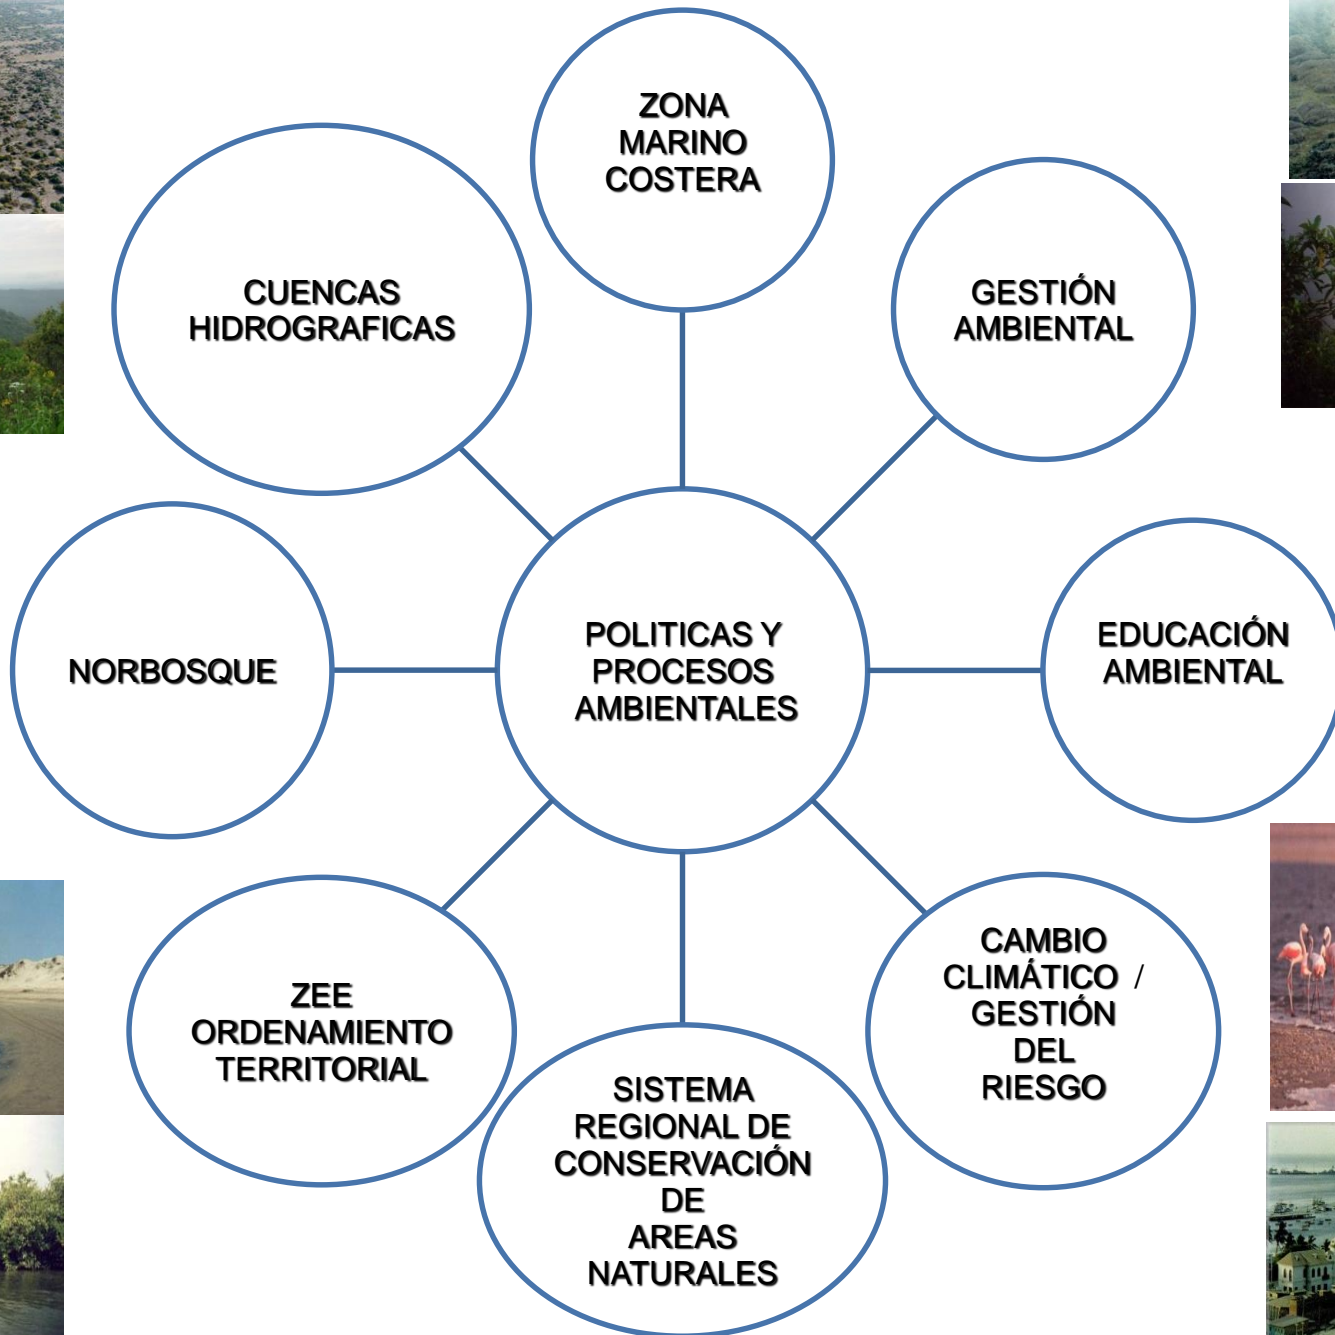 ZONA
MARINO
COSTERA
CUENCAS
HIDROGRAFICAS
GESTIÓN
AMBIENTAL
NORBOSQUE
POLITICAS Y
PROCESOS
AMBIENTALES
EDUCACIÓN
AMBIENTAL
ZEE
ORDENAMIENTO
TERRITORIAL
CAMBIO
CLIMÁTICO /
GESTIÓN
DEL
RIESGO
SISTEMA
REGIONAL DE
CONSERVACIÓN
DE
AREAS
NATURALES